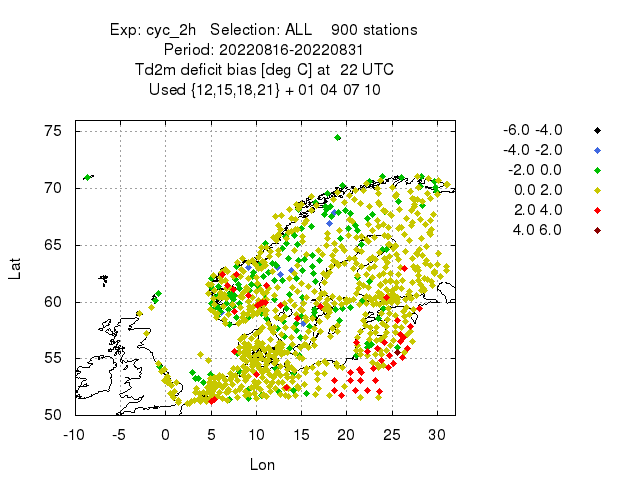 Exp: cyc_2h Selection: ALL 900 stations
Period: 20220816-20220831
Td2m deficit bias [deg C] at 22 UTC
Used {12,15,18,21} + 01 04 07 10
-6.0 -4.0
-4.0 -2.0
-2.0 0.0
0.0 2.0
2.0 4.0
4.0 6.0
75
70
65
60
55
50
Lat
-10 -5 0 5 10 15 20 25 30
Lon